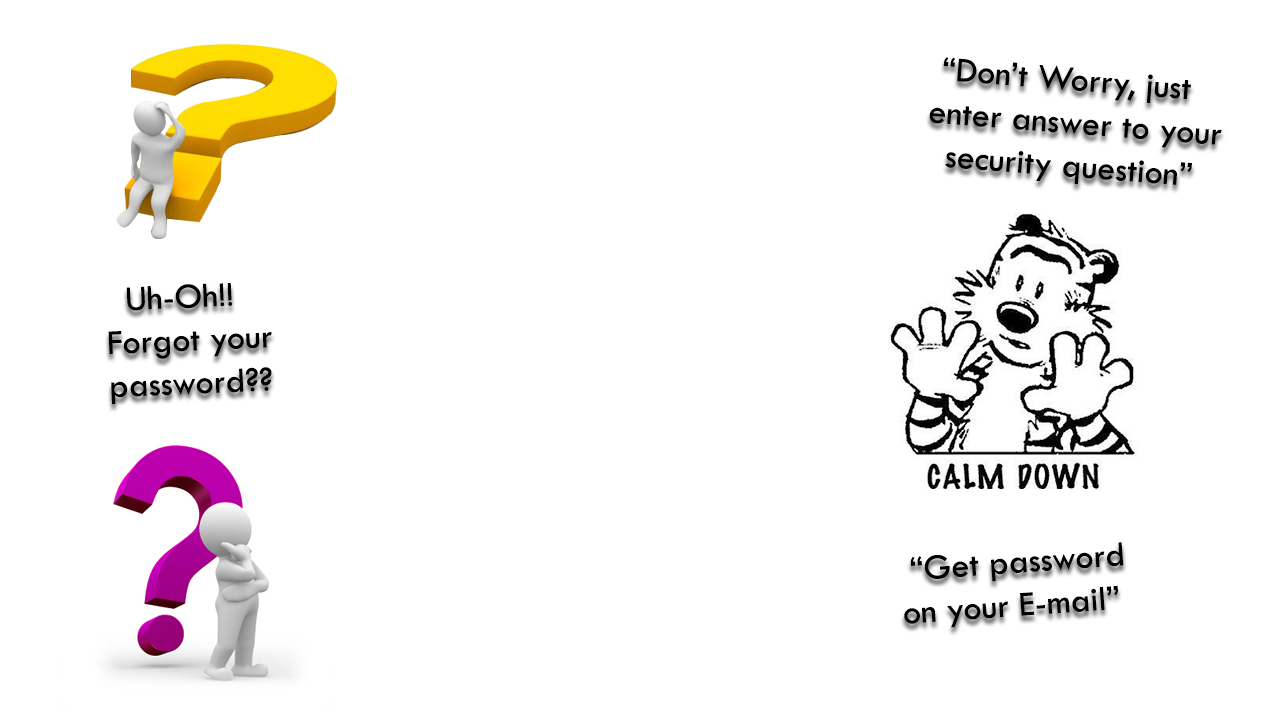 Uh-Oh!!
Forgot your
password??
“Don’t Worry, just
enter answer to your
security question”
CALM DOWN
“Get password
on your E-mail”